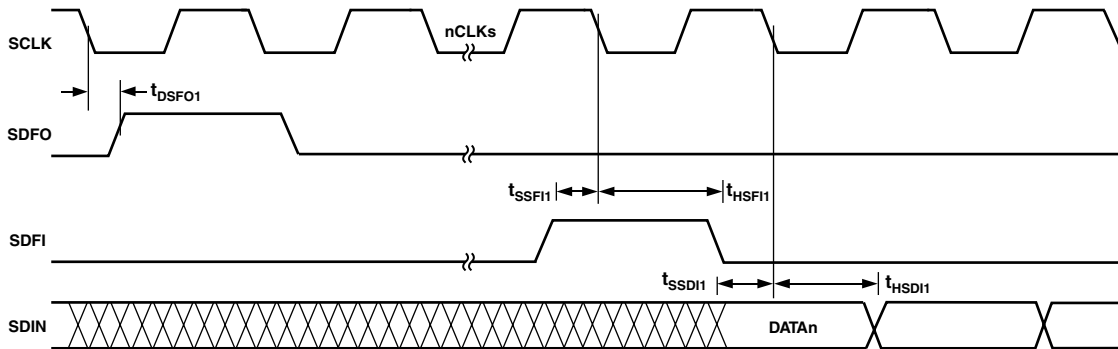 SCLK
nCLKs
tDSFO1
SDFO
tSSFI1
tHSFI1
SDFI
tSSDI1
tHSDI1
SDIN
DATAn